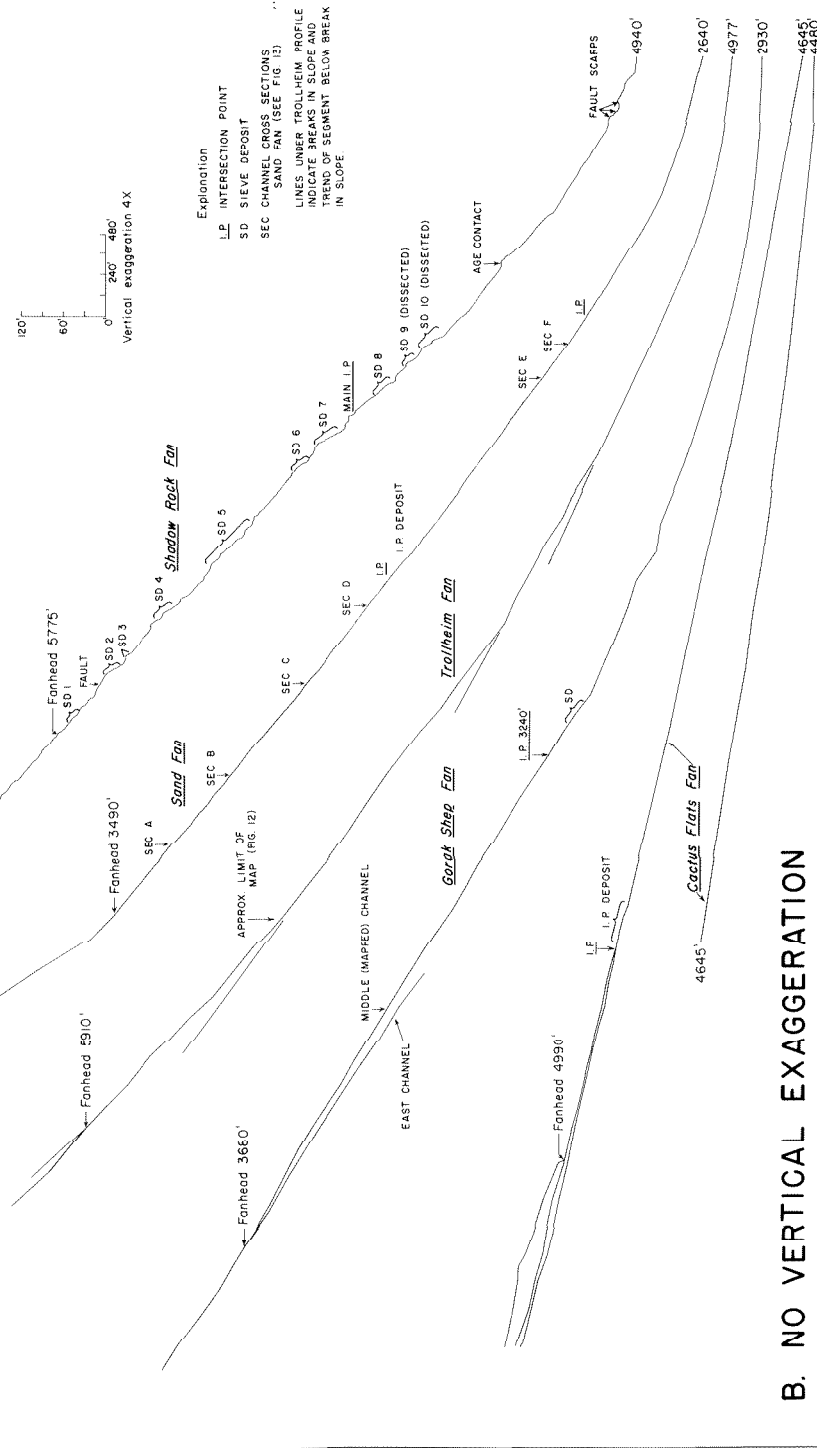 120'
60'
0'
240'
480'
Vertical exaggeration 4X
Explanation
I.P. INTERSECTION POINT
SD SIEVE DEPOSIT
SEC CHANNEL CROSS SECTIONS
SAND FAN (SEE FIG. 13)
LINES UNDER TROLLHEIM PROFILE
INDICATE BREAKS IN SLOPE AND
TREND OF SEGMENT BELOW BREAK
IN SLOPE.
Fanhead 5775'
SD 1
FAULT
SD 2
SD 3
SD 4
Shadow Rock Fan
SD 5
SD 6
SD 7
MAIN I.P.
SD 8
SD 9 (DISSECTED)
SD 10 (DISSECTED)
AGE CONTACT
FAULT SCARPS
4940'
Fanhead 3490'
SEC A
Sand Fan
SEC B
SEC C
SEC D
I.P.
I.P. DEPOSIT
SEC E
SEC F
I.P.
2640'
Fanhead 5910'
APPROX. LIMIT OF
MAP (FIG. 12)
Trollheim Fan
4977'
Fanhead 3660'
MIDDLE (MAPPED) CHANNEL
EAST CHANNEL
Gorak Shep Fan
I.P. 3240'
SD
2930'
Fanhead 4990'
I.P.
I.P. DEPOSIT
Cactus Flats Fan
4645'
4645'
4480'
B. NO VERTICAL EXAGGERATION